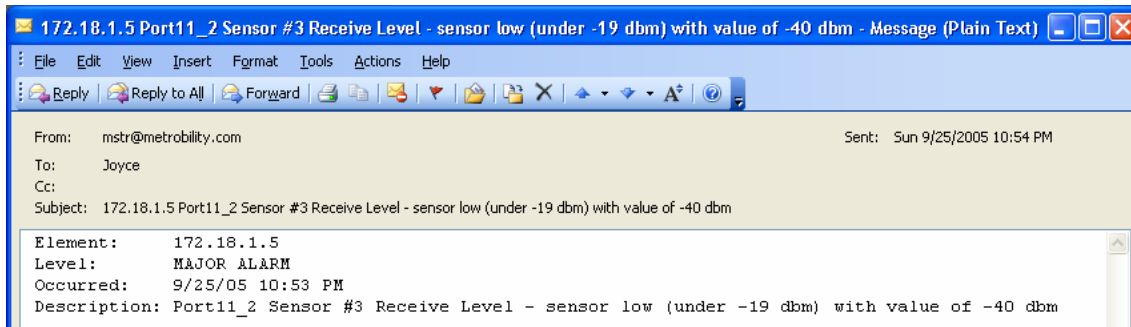 172.18.1.5 Port11_2 Sensor #3 Receive Level - sensor low (under -19 dbm) with value of -40 dbm - Message (Plain Text)
File Edit View Insert Format Tools Actions Help
Reply Reply to All Forward
From: mstr@metrobility.com Sent: Sun 9/25/2005 10:54 PM
To: Joyce
Cc:
Subject: 172.18.1.5 Port11_2 Sensor #3 Receive Level - sensor low (under -19 dbm) with value of -40 dbm
Element: 172.18.1.5
Level: MAJOR ALARM
Occurred: 9/25/05 10:53 PM
Description: Port11_2 Sensor #3 Receive Level - sensor low (under -19 dbm) with value of -40 dbm